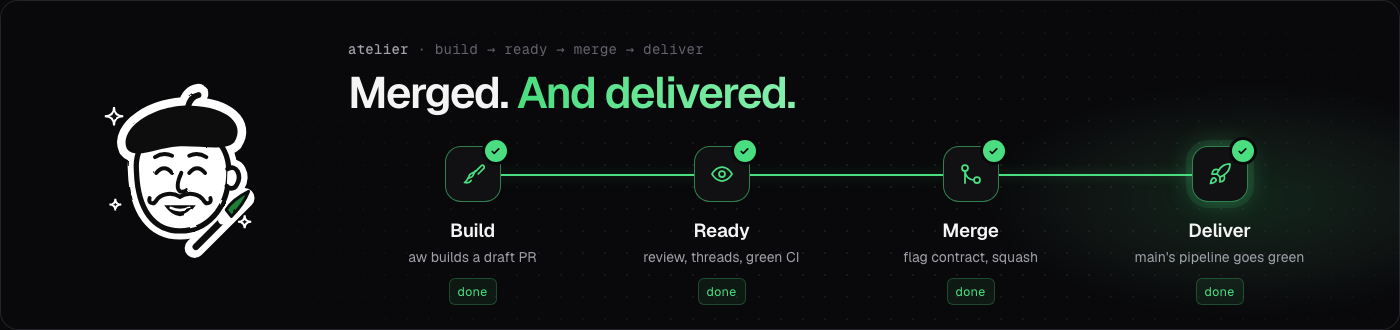 atelier · build → ready → merge → deliver
Merged. And delivered.
Build
aw builds a draft PR
done
Ready
review, threads, green CI
done
Merge
flag contract, squash
done
Deliver
main's pipeline goes green
done